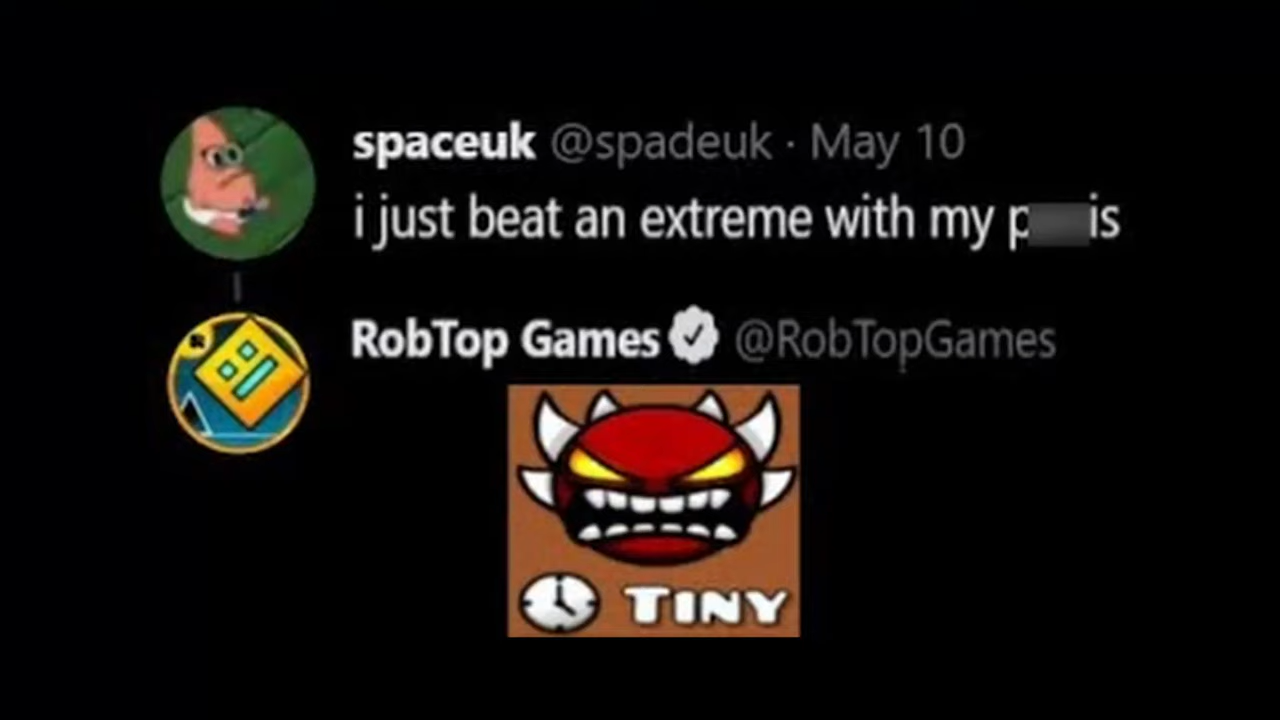 spaceuk @spadeuk · May 10
i just beat an extreme with my p is
RobTop Games @RobTopGames
TINY